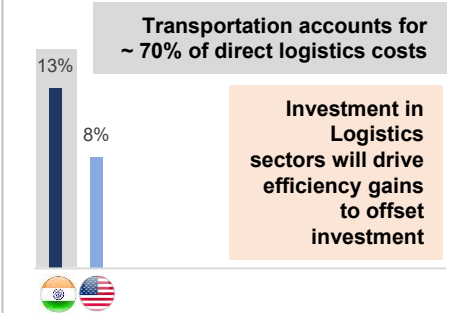 Transportation accounts for
~ 70% of direct logistics costs
13%
8%
Investment in
Logistics
sectors will drive
efficiency gains
to offset
investment